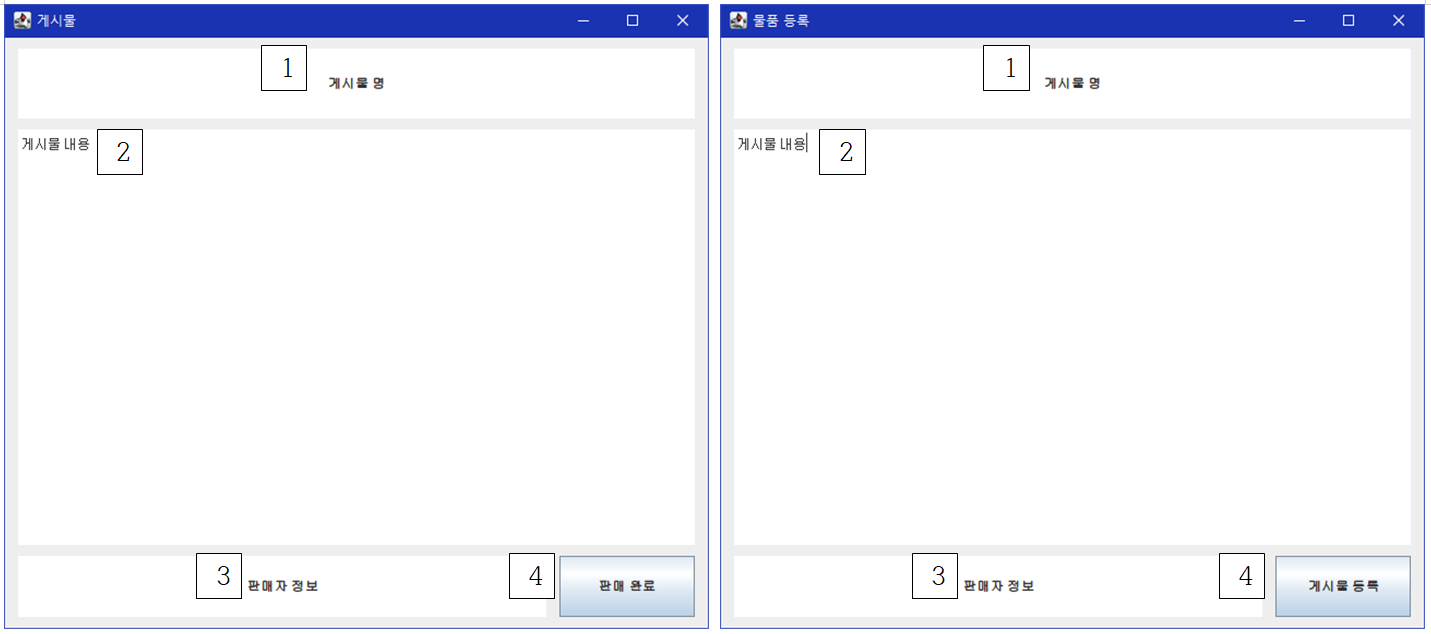 게시물
1
게시물 명
게시물 내용
2
3
판매자 정보
4
판매 완료
물품 등록
1
게시물 명
게시물 내용
2
3
판매자 정보
4
게시물 등록